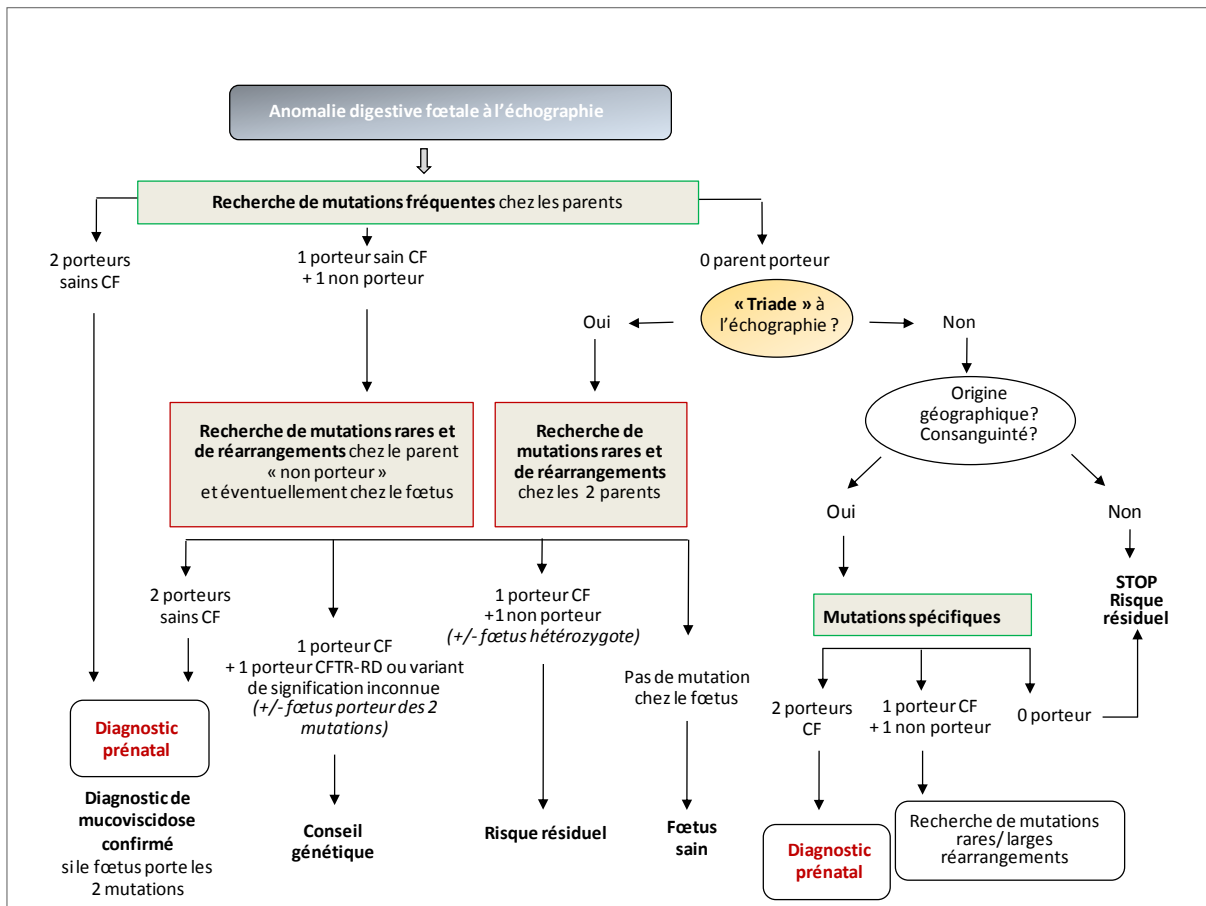 Anomalie digestive fœtale à l'échographie
Recherche de mutations fréquentes chez les parents
2 porteurs
sains CF
1 porteur sain CF
+ 1 non porteur
0 parent porteur
« Triade » à
l'échographie ?
Oui
Non
Origine
géographique?
Consanguinité?
Recherche de mutations rares et
de réarrangements chez le parent
« non porteur »
et éventuellement chez le fœtus
Recherche de
mutations rares et
de réarrangements
chez les 2 parents
Oui
Non
2 porteurs
sains CF
1 porteur CF
+ 1 porteur CFTR-RD ou variant
de signification inconnue
(+/- fœtus porteur des 2
mutations)
1 porteur CF
+1 non porteur
(+/- fœtus hétérozygote)
Pas de mutation
chez le fœtus
Mutations spécifiques
STOP
Risque
résiduel
2 porteurs
CF
1 porteur CF
+ 1 non porteur
0 porteur
Diagnostic
prénatal
Diagnostic de
mucoviscidose
confirmé
si le fœtus porte les
2 mutations
Conseil
génétique
Risque résiduel
Fœtus
sain
Diagnostic
prénatal
Recherche de mutations
rares/ larges
réarrangements